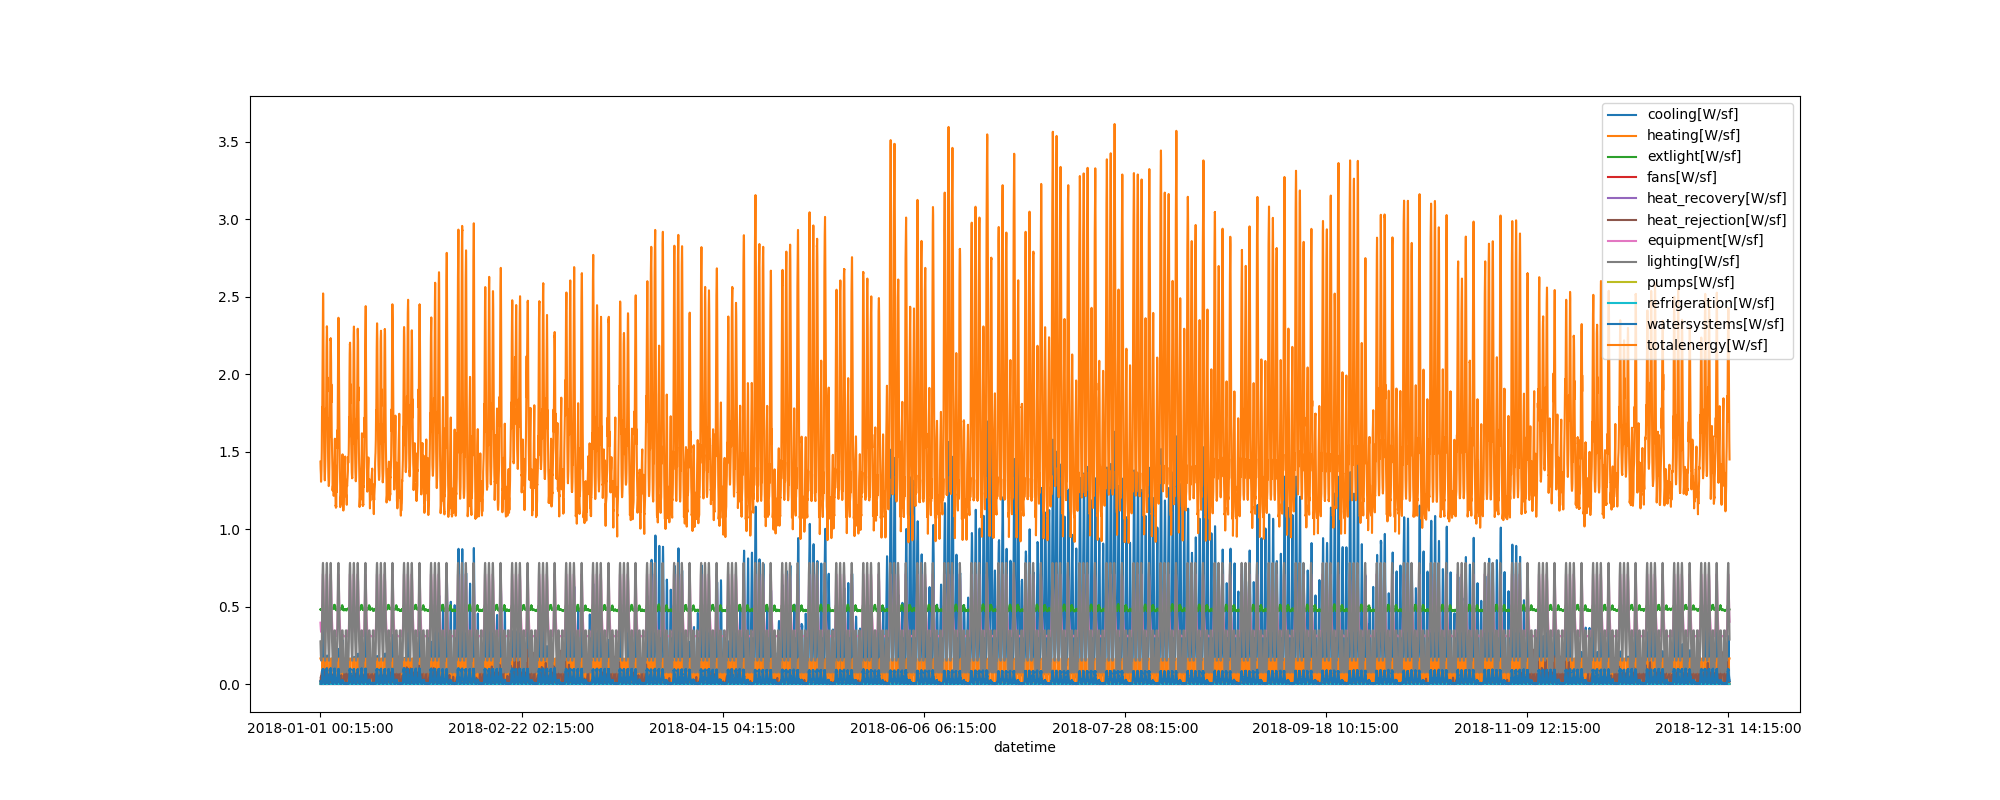 cooling[W/sf]
heating[W/sf]
extlight[W/sf]
fans[W/sf]
heat_recovery[W/sf]
heat_rejection[W/sf]
equipment[W/sf]
lighting[W/sf]
pumps[W/sf]
refrigeration[W/sf]
watersystems[W/sf]
totalenergy[W/sf]
3.5
3.0
2.5
2.0
1.5
1.0
0.5
0.0
2018-01-01 00:15:00 2018-02-22 02:15:00 2018-04-15 04:15:00 2018-06-06 06:15:00 2018-07-28 08:15:00 2018-09-18 10:15:00 2018-11-09 12:15:00 2018-12-31 14:15:00
datetime